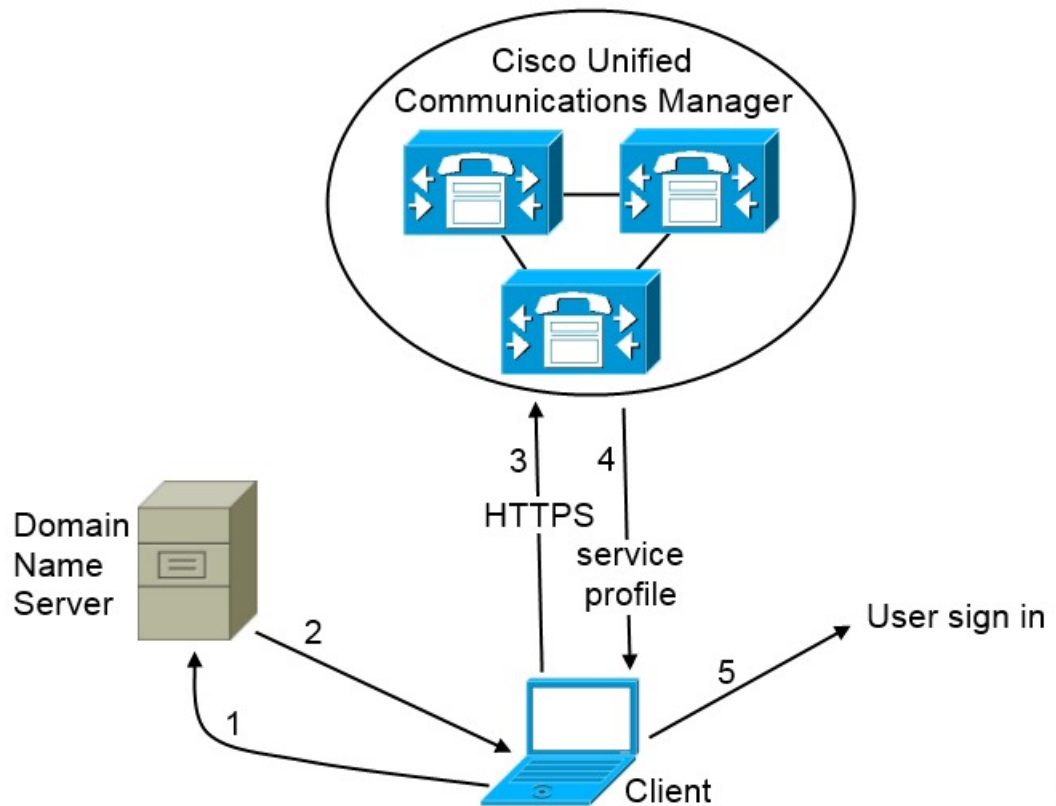 Cisco Unified
Communications Manager
3
4
HTTPS
service
profile
Domain
Name
Server
2
User sign in
5
1
Client